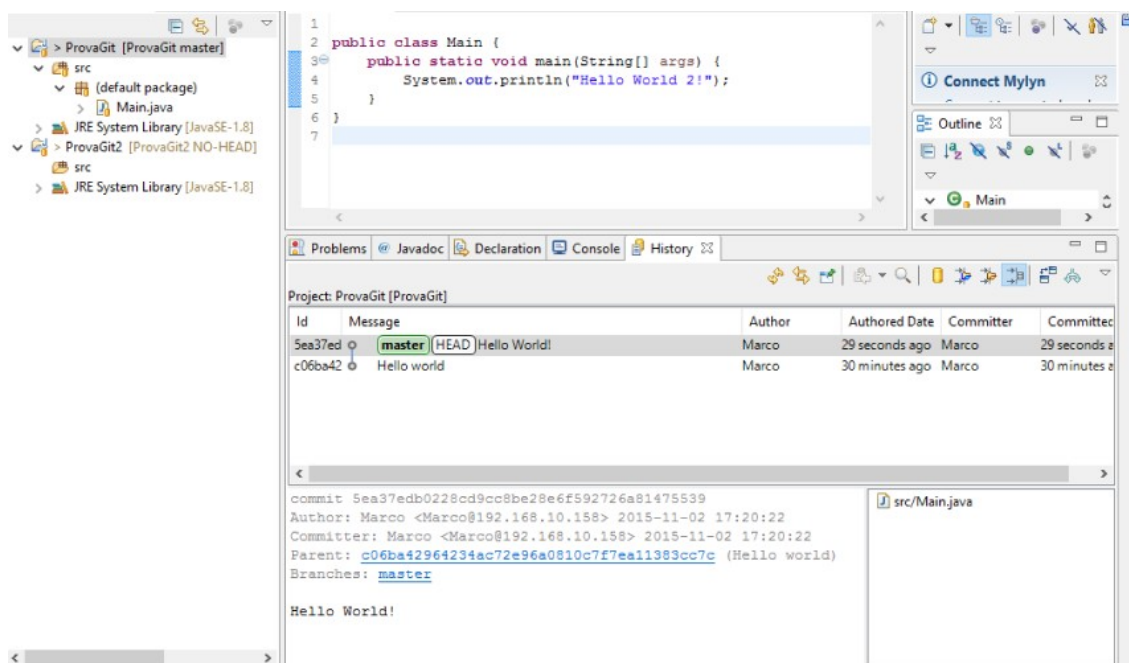 > ProvaGit [ProvaGit master]
src
(default package)
Main.java
JRE System Library [JavaSE-1.8]
> ProvaGit2 [ProvaGit2 NO-HEAD]
src
JRE System Library [JavaSE-1.8]
1
2 public class Main {
3 public static void main(String[] args) {
4 System.out.println("Hello World 2!");
5 }
6 }
7
Connect Mylyn
Outline
Main
Problems Javadoc Declaration Console History
Project: ProvaGit [ProvaGit]
Id Message Author Authored Date Committer Committed
5ea37ed master HEAD Hello World! Marco 29 seconds ago Marco 29 seconds a
c06ba42 Hello world Marco 30 minutes ago Marco 30 minutes a
commit 5ea37edb0228cd9cc8be28e6f592726a81475539
Author: Marco <Marco@192.168.10.158> 2015-11-02 17:20:22
Committer: Marco <Marco@192.168.10.158> 2015-11-02 17:20:22
Parent: c06ba42964234ac72e96a0810c7f7ea11383cc7c (Hello world)
Branches: master
Hello World!
src/Main.java